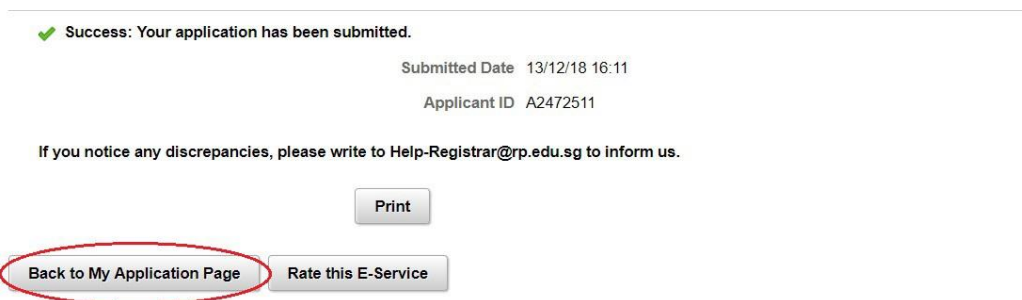 Success: Your application has been submitted.
Submitted Date 13/12/18 16:11
Applicant ID A2472511
If you notice any discrepancies, please write to Help-Registrar@rp.edu.sg to inform us.
Print
Back to My Application Page Rate this E-Service